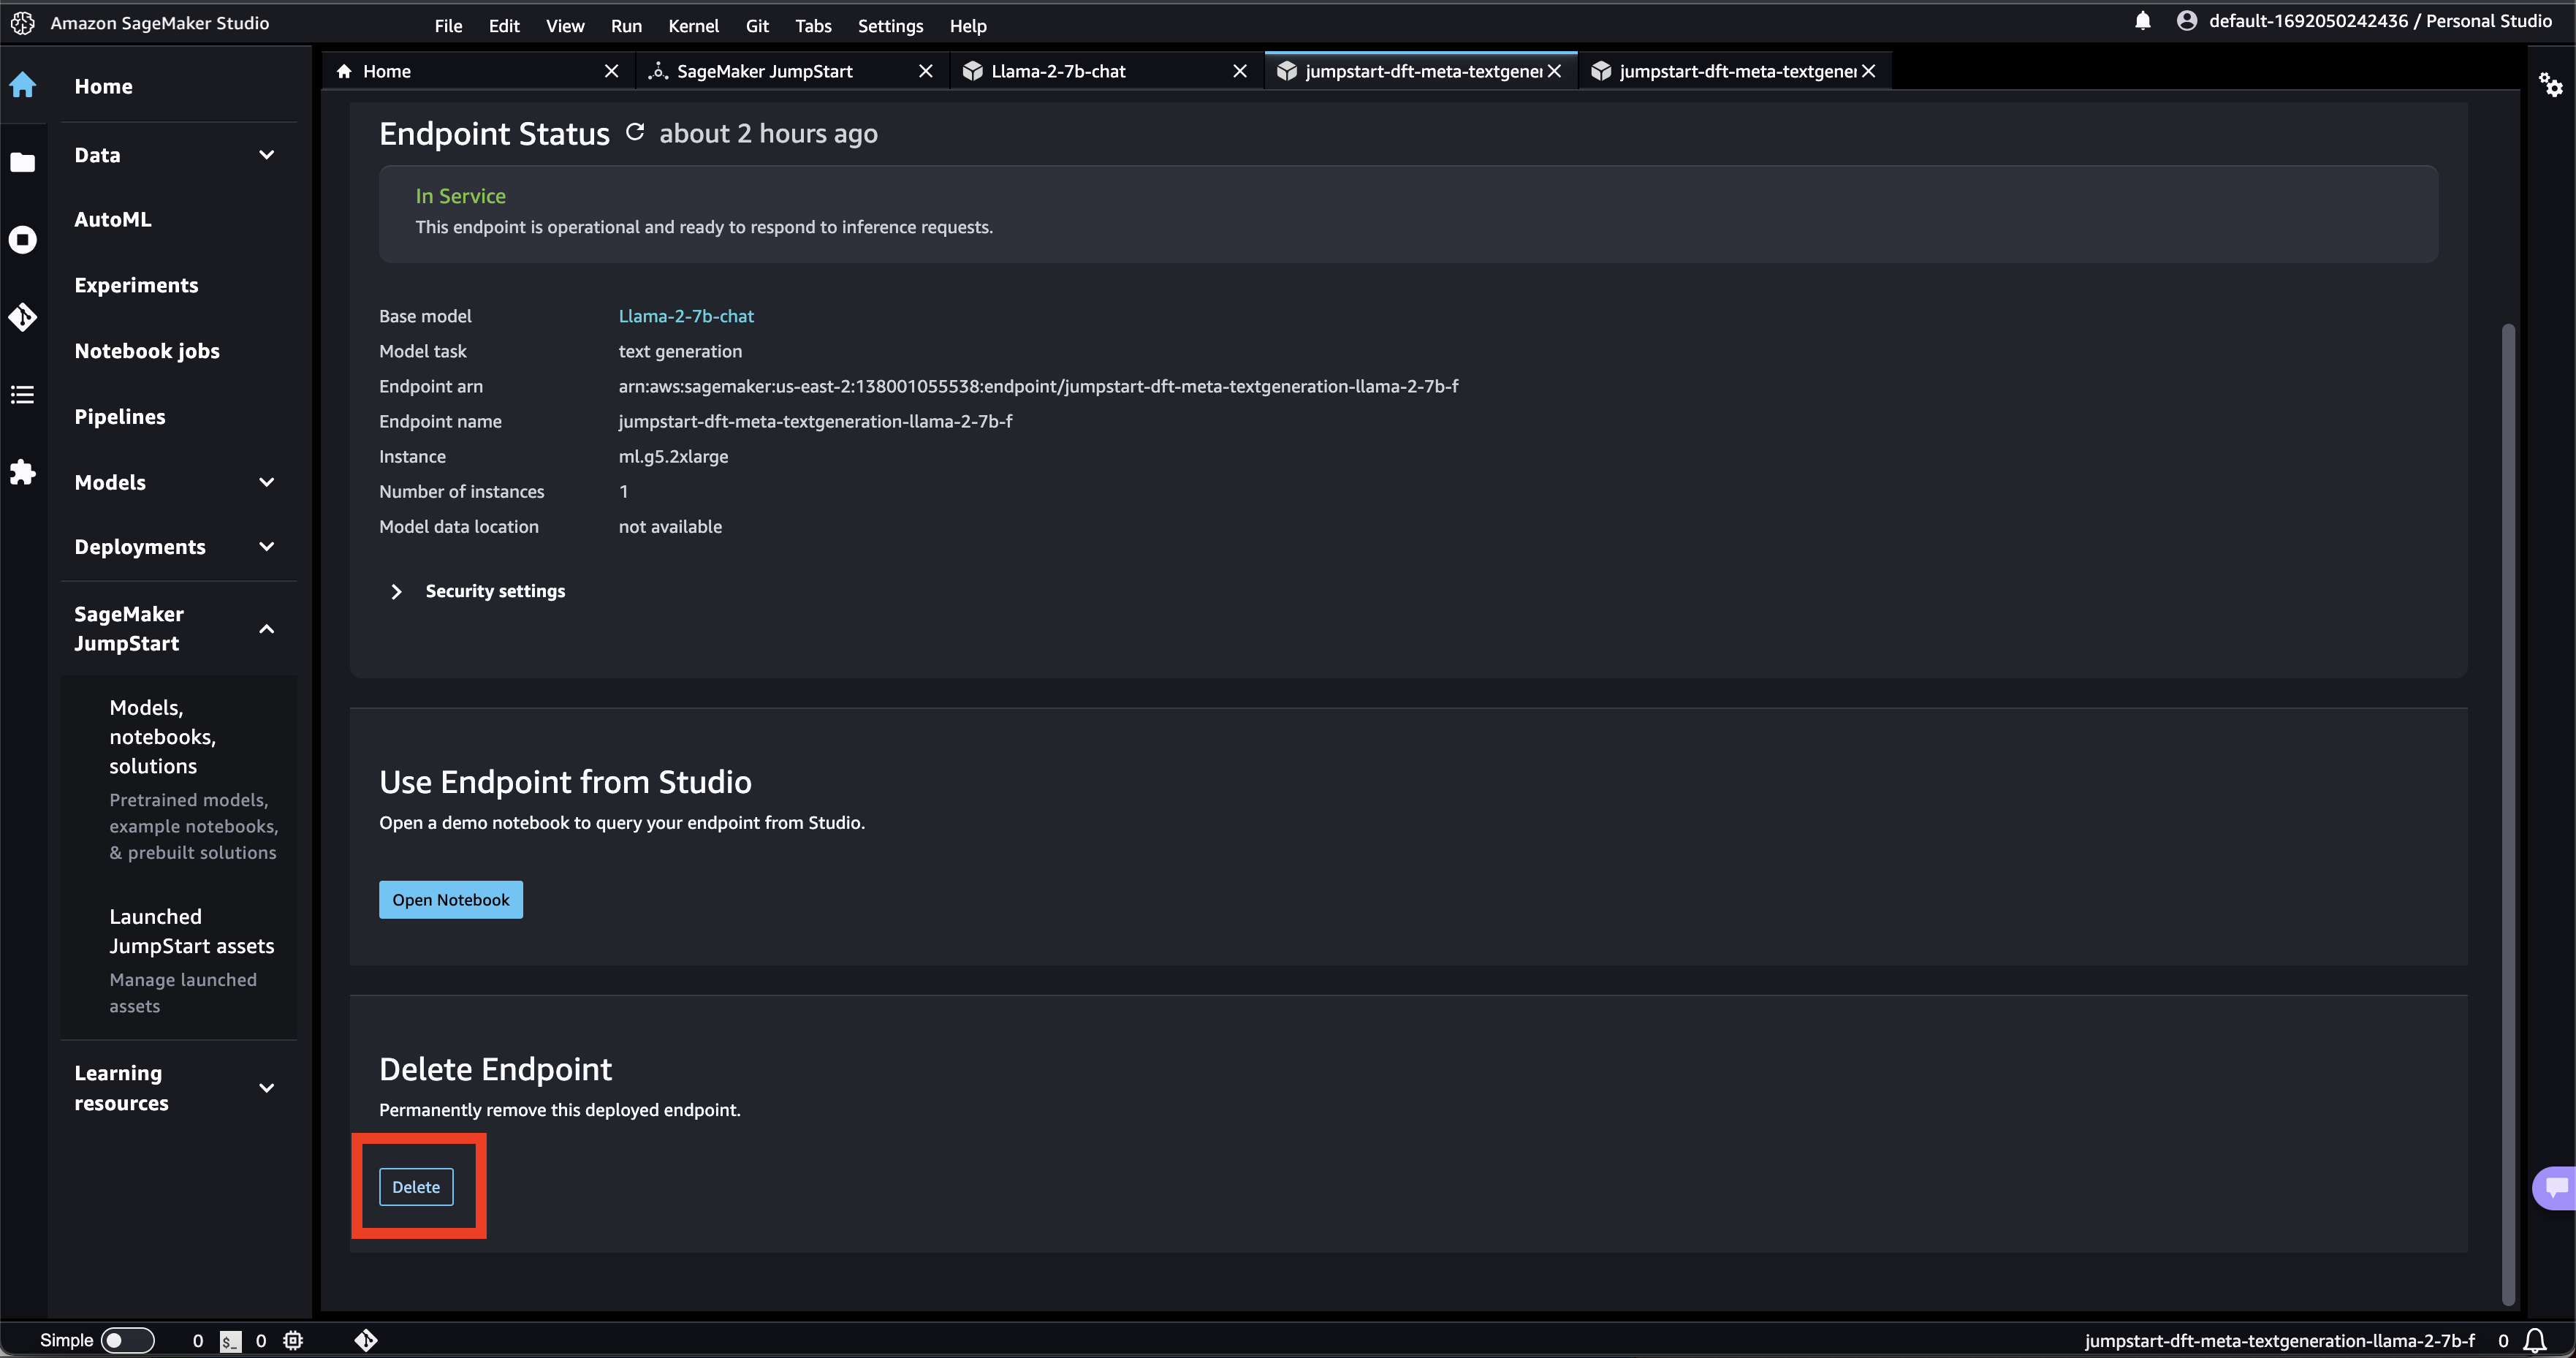 Amazon SageMaker Studio
File Edit View Run Kernel Git Tabs Settings Help
default-1692050242436 / Personal Studio
Home
SageMaker JumpStart
Llama-2-7b-chat
jumpstart-dft-meta-textgener
jumpstart-dft-meta-textgener
Home
Data
AutoML
Experiments
Notebook jobs
Pipelines
Models
Deployments
SageMaker
JumpStart
Models,
notebooks,
solutions
Pretrained models,
example notebooks,
& prebuilt solutions
Launched
JumpStart assets
Manage launched
assets
Learning
resources
Endpoint Status about 2 hours ago
In Service
This endpoint is operational and ready to respond to inference requests.
Base model Llama-2-7b-chat
Model task text generation
Endpoint arn arn:aws:sagemaker:us-east-2:138001055538:endpoint/jumpstart-dft-meta-textgeneration-llama-2-7b-f
Endpoint name jumpstart-dft-meta-textgeneration-llama-2-7b-f
Instance ml.g5.2xlarge
Number of instances 1
Model data location not available
Security settings
Use Endpoint from Studio
Open a demo notebook to query your endpoint from Studio.
Open Notebook
Delete Endpoint
Permanently remove this deployed endpoint.
Delete
Simple 0 $_ 0
jumpstart-dft-meta-textgeneration-llama-2-7b-f 0